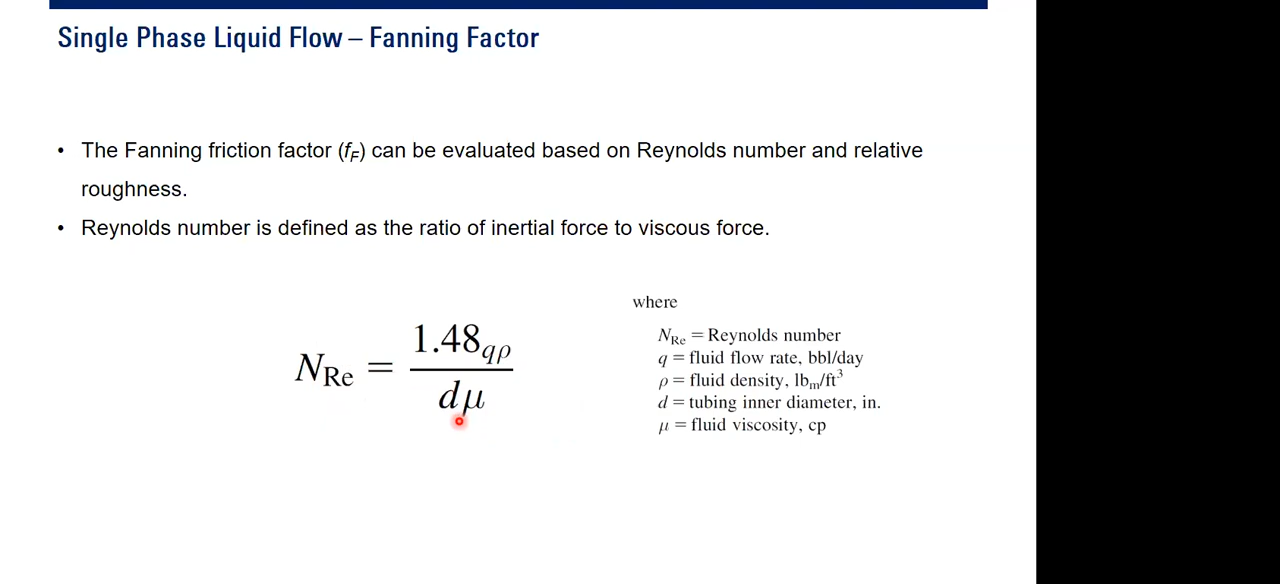 Single Phase Liquid Flow – Fanning Factor
• The Fanning friction factor (fF) can be evaluated based on Reynolds number and relative
roughness.
• Reynolds number is defined as the ratio of inertial force to viscous force.
where
NRe = 1.48qρ / dμ
NRe = Reynolds number
q = fluid flow rate, bbl/day
ρ = fluid density, lbm/ft³
d = tubing inner diameter, in.
μ = fluid viscosity, cp